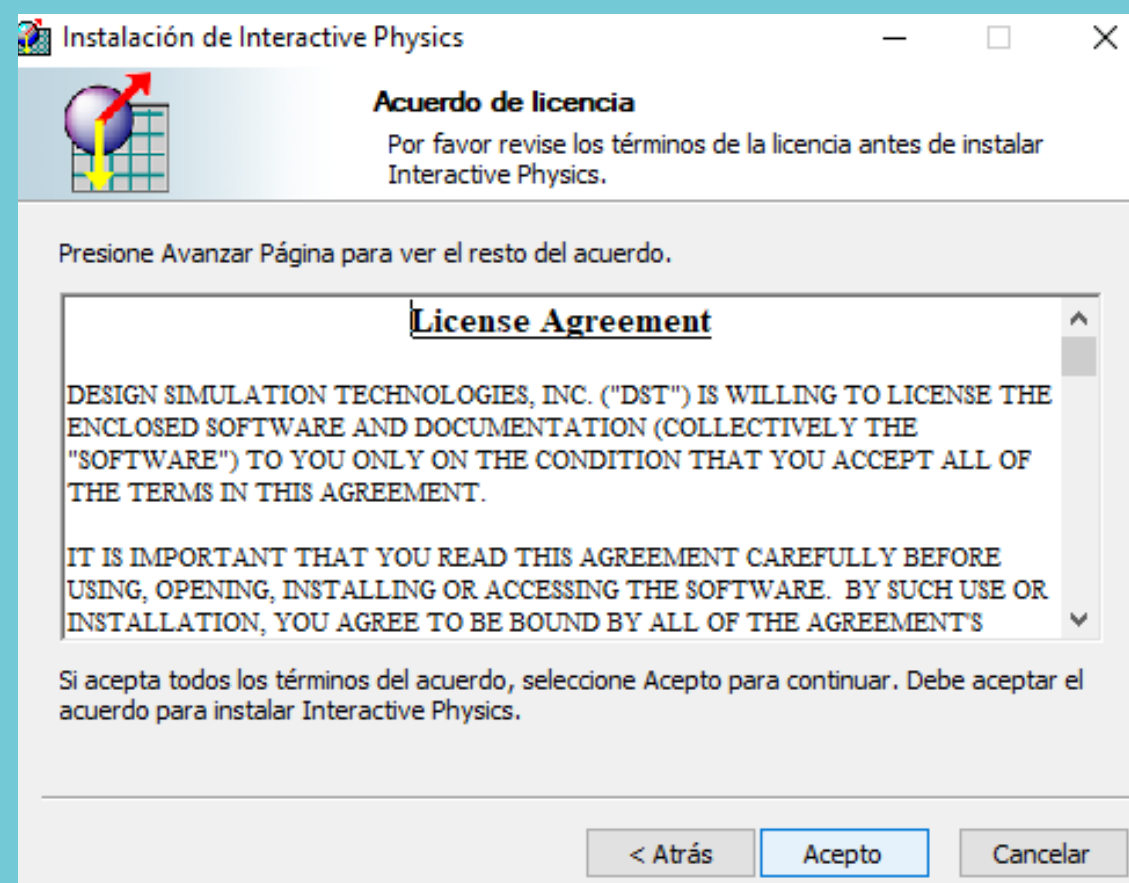 Instalación de Interactive Physics
Acuerdo de licencia
Por favor revise los términos de la licencia antes de instalar
Interactive Physics.
Presione Avanzar Página para ver el resto del acuerdo.
License Agreement
DESIGN SIMULATION TECHNOLOGIES, INC. ("DST") IS WILLING TO LICENSE THE
ENCLOSED SOFTWARE AND DOCUMENTATION (COLLECTIVELY THE
"SOFTWARE") TO YOU ONLY ON THE CONDITION THAT YOU ACCEPT ALL OF
THE TERMS IN THIS AGREEMENT.
IT IS IMPORTANT THAT YOU READ THIS AGREEMENT CAREFULLY BEFORE
USING, OPENING, INSTALLING OR ACCESSING THE SOFTWARE.  BY SUCH USE OR
INSTALLATION, YOU AGREE TO BE BOUND BY ALL OF THE AGREEMENT'S
Si acepta todos los términos del acuerdo, seleccione Acepto para continuar. Debe aceptar el
acuerdo para instalar Interactive Physics.
< Atrás Acepto Cancelar